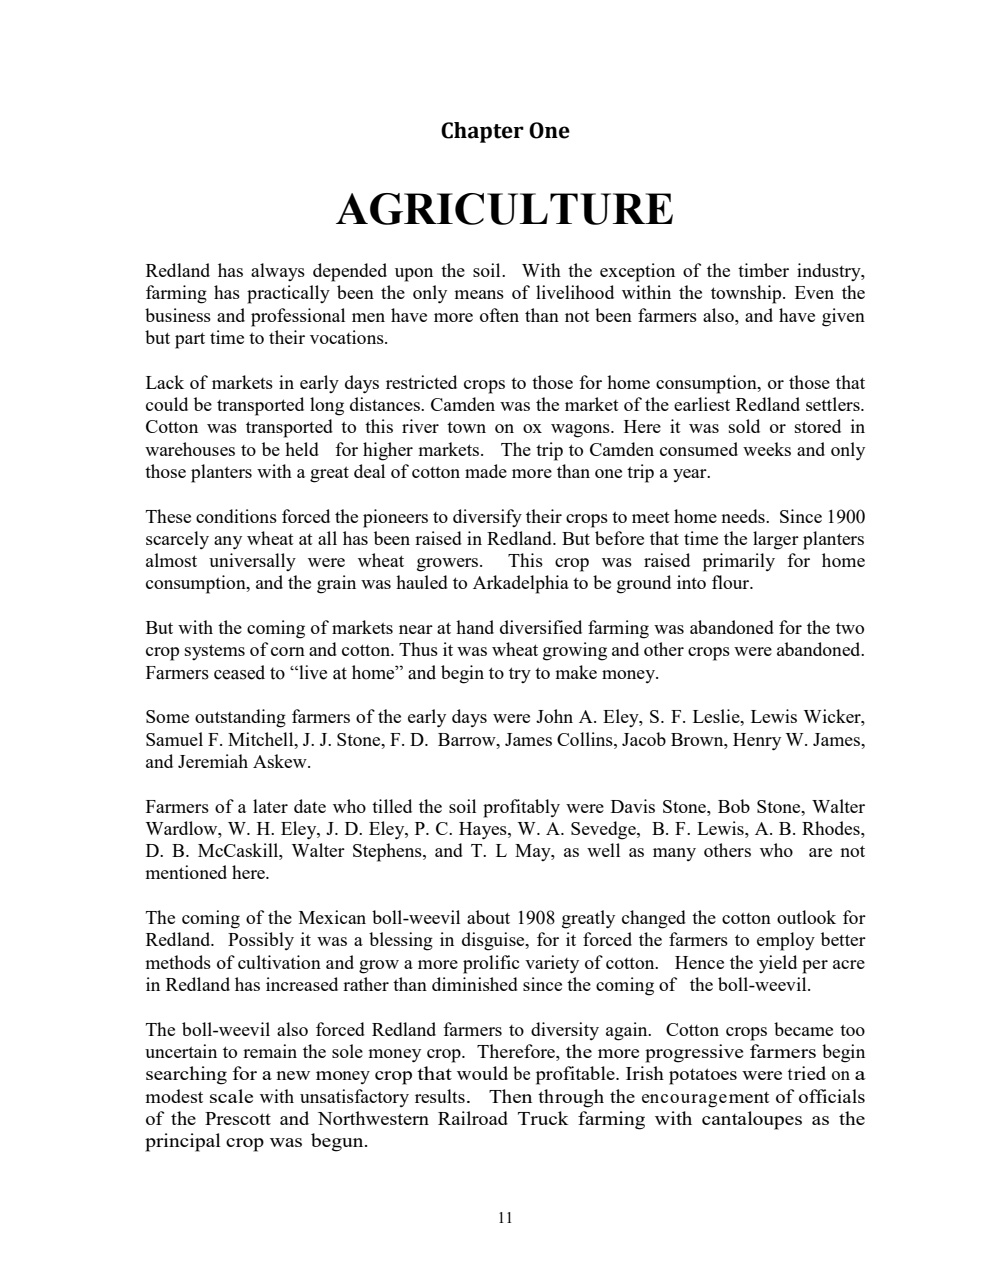 Chapter One
AGRICULTURE
Redland has always depended upon the soil. With the exception of the timber industry,
farming has practically been the only means of livelihood within the township. Even the
business and professional men have more often than not been farmers also, and have given
but part time to their vocations.
Lack of markets in early days restricted crops to those for home consumption, or those that
could be transported long distances. Camden was the market of the earliest Redland settlers.
Cotton was transported to this river town on ox wagons. Here it was sold or stored in
warehouses to be held for higher markets. The trip to Camden consumed weeks and only
those planters with a great deal of cotton made more than one trip a year.
These conditions forced the pioneers to diversify their crops to meet home needs. Since 1900
scarcely any wheat at all has been raised in Redland. But before that time the larger planters
almost universally were wheat growers. This crop was raised primarily for home
consumption, and the grain was hauled to Arkadelphia to be ground into flour.
But with the coming of markets near at hand diversified farming was abandoned for the two
crop systems of corn and cotton. Thus it was wheat growing and other crops were abandoned.
Farmers ceased to “live at home” and begin to try to make money.
Some outstanding farmers of the early days were John A. Eley, S. F. Leslie, Lewis Wicker,
Samuel F. Mitchell, J. J. Stone, F. D. Barrow, James Collins, Jacob Brown, Henry W. James,
and Jeremiah Askew.
Farmers of a later date who tilled the soil profitably were Davis Stone, Bob Stone, Walter
Wardlow, W. H. Eley, J. D. Eley, P. C. Hayes, W. A. Sevedge, B. F. Lewis, A. B. Rhodes,
D. B. McCaskill, Walter Stephens, and T. L May, as well as many others who are not
mentioned here.
The coming of the Mexican boll-weevil about 1908 greatly changed the cotton outlook for
Redland. Possibly it was a blessing in disguise, for it forced the farmers to employ better
methods of cultivation and grow a more prolific variety of cotton. Hence the yield per acre
in Redland has increased rather than diminished since the coming of the boll-weevil.
The boll-weevil also forced Redland farmers to diversity again. Cotton crops became too
uncertain to remain the sole money crop. Therefore, the more progressive farmers begin
searching for a new money crop that would be profitable. Irish potatoes were tried on a
modest scale with unsatisfactory results. Then through the encouragement of officials
of the Prescott and Northwestern Railroad Truck farming with cantaloupes as the
principal crop was begun.
11